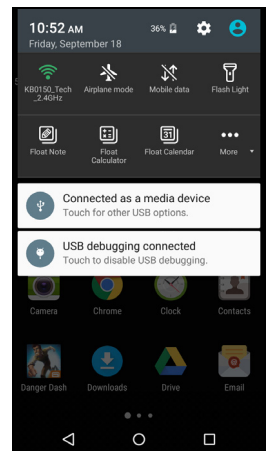 10:52 AM
36%
Friday, September 18
KB0150_Tech
_2.4GHz
Airplane mode
Mobile data
Flash Light
Float Note
Float
Calculator
Float Calendar
31
More
Connected as a media device
Touch for other USB options.
USB debugging connected
Touch to disable USB debugging.
Camera
Chrome
Clock
Contacts
Danger Dash
Downloads
Drive
Email